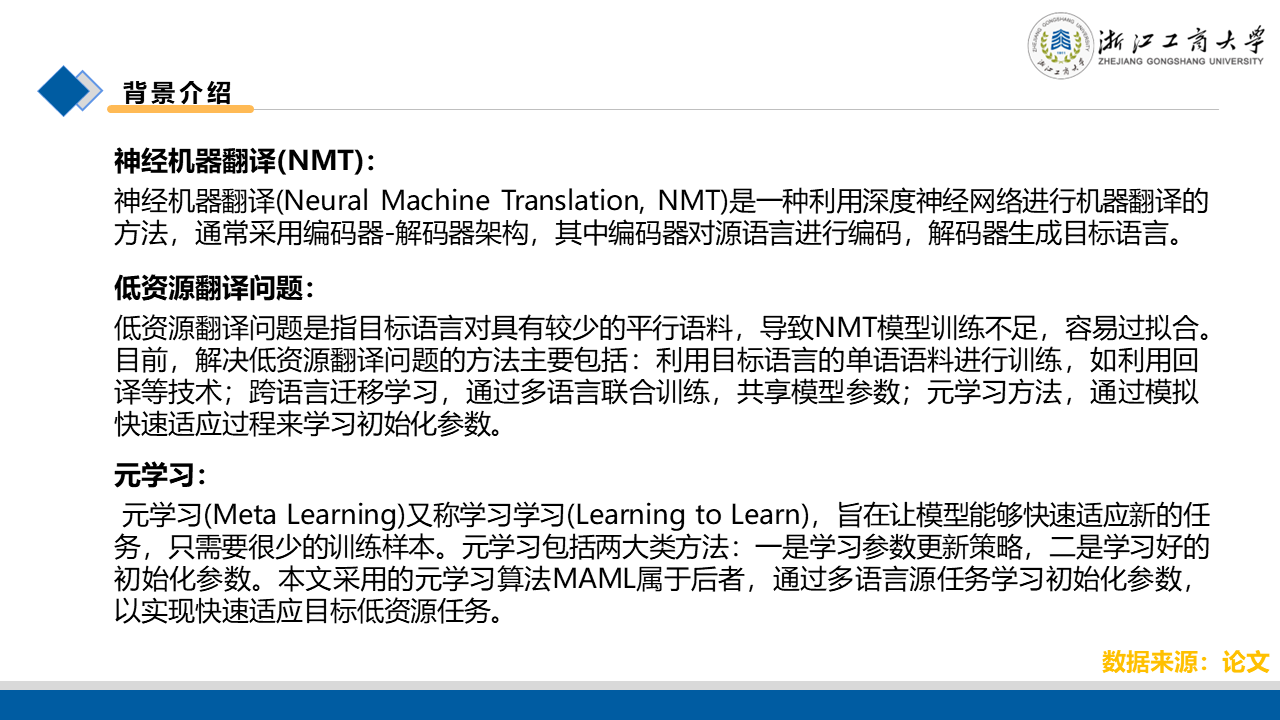 浙江工商大学
ZHEJIANG GONGSHANG UNIVERSITY
背景介绍
神经机器翻译(NMT)：
神经机器翻译(Neural Machine Translation, NMT)是一种利用深度神经网络进行机器翻译的
方法，通常采用编码器-解码器架构，其中编码器对源语言进行编码，解码器生成目标语言。
低资源翻译问题：
低资源翻译问题是指目标语言对具有较少的平行语料，导致NMT模型训练不足，容易过拟合。
目前，解决低资源翻译问题的方法主要包括：利用目标语言的单语语料进行训练，如利用回
译等技术；跨语言迁移学习，通过多语言联合训练，共享模型参数；元学习方法，通过模拟
快速适应过程来学习初始化参数。
元学习：
元学习(Meta Learning)又称学习学习(Learning to Learn)，旨在让模型能够快速适应新的任
务，只需要很少的训练样本。元学习包括两大类方法：一是学习参数更新策略，二是学习好的
初始化参数。本文采用的元学习算法MAML属于后者，通过多语言源任务学习初始化参数，
以实现快速适应目标低资源任务。
数据来源：论文